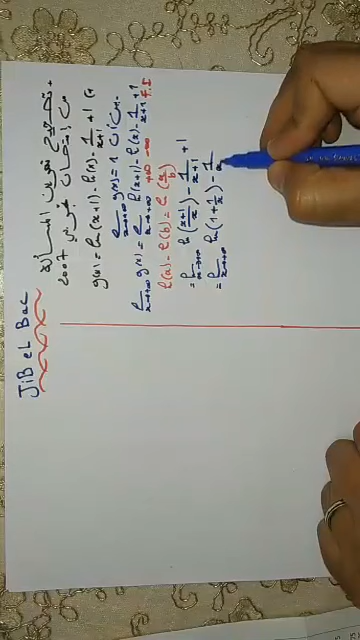 JiB eL Bac
تصحيح تمرين الدالة
من امتحان تجريبي 2007
g(x) = ln(x+1) - ln(x) - 1/(x+1) + 1
lim x→+∞ g(x) = 1
lim x→+∞ g(x) = lim x→+∞ ln(x+1) - ln(x) - 1/(x+1) + 1
+∞ -∞ F.I
ln(a) - ln(b) = ln(a/b)
= lim x→+∞ ln((x+1)/x) - 1/(x+1) + 1
= lim x→+∞ ln(1 + 1/x) - 1/x